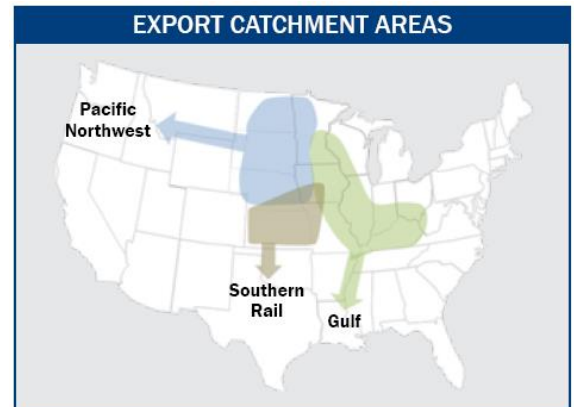 EXPORT CATCHMENT AREAS
Pacific
Northwest
Southern
Rail
Gulf